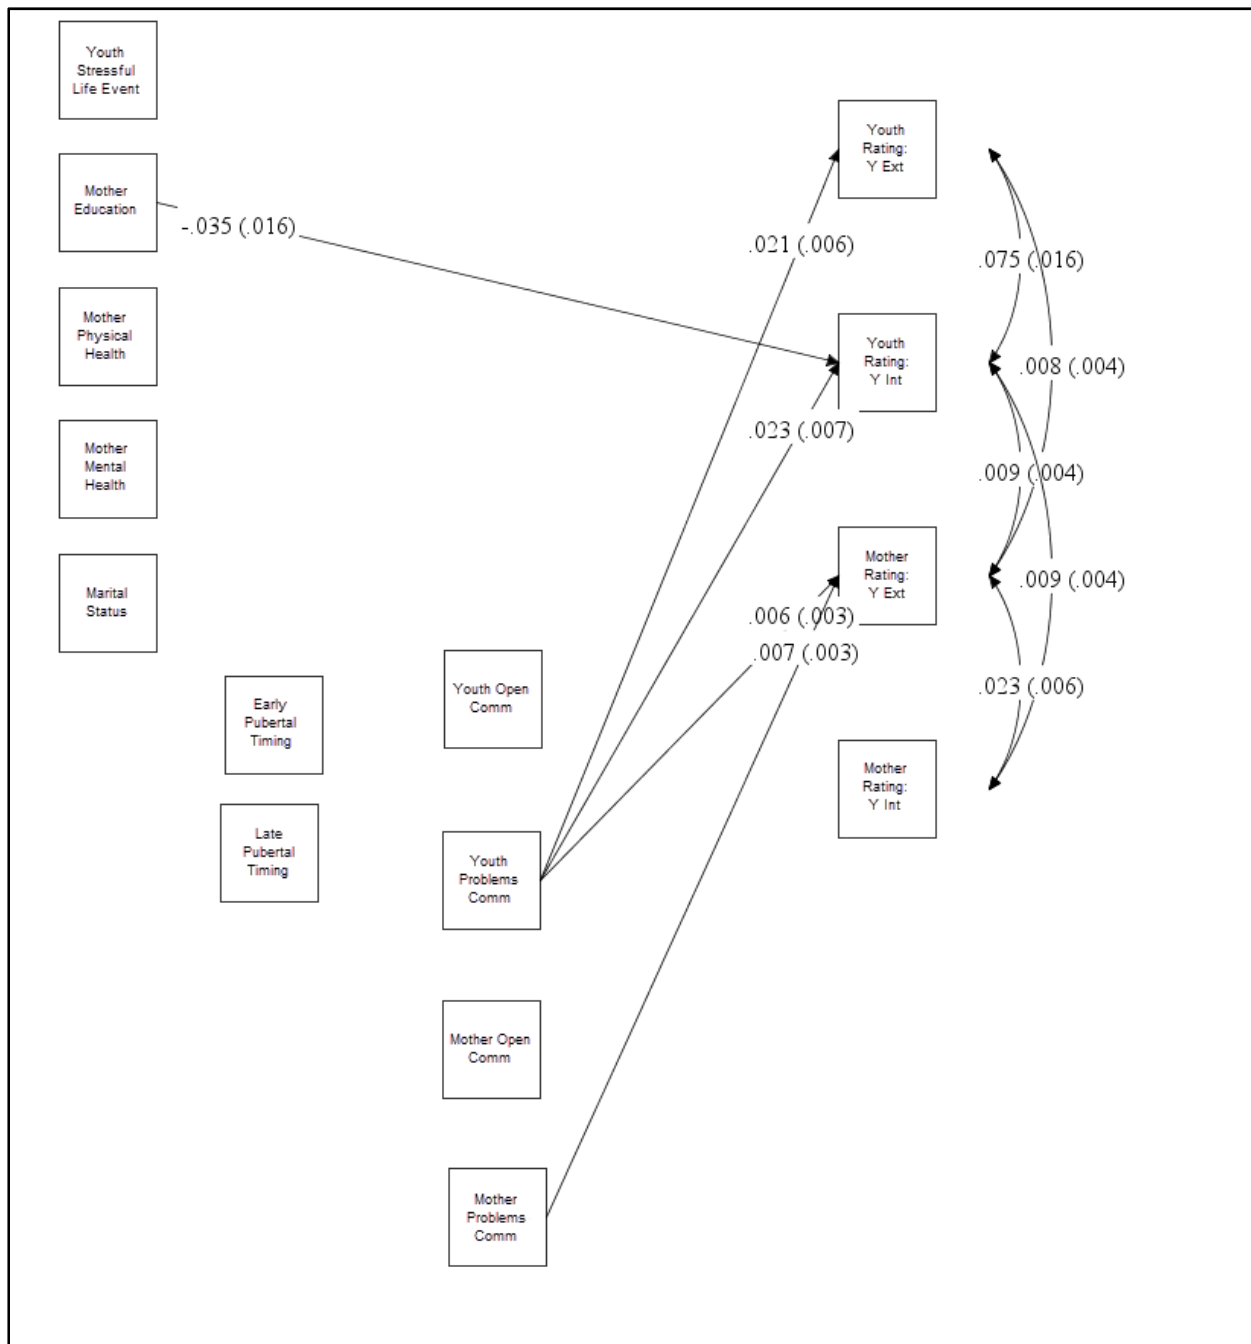 Youth
Stressful
Life Event
Mother
Education
Mother
Physical
Health
Mother
Mental
Health
Marital
Status
Early
Pubertal
Timing
Late
Pubertal
Timing
Youth Open
Comm
Youth
Problems
Comm
Mother Open
Comm
Mother
Problems
Comm
Youth
Rating:
Y Ext
Youth
Rating:
Y Int
Mother
Rating:
Y Ext
Mother
Rating:
Y Int
-.035 (.016)
.021 (.006)
.023 (.007)
.006 (.003)
.007 (.003)
.075 (.016)
.008 (.004)
.009 (.004)
.009 (.004)
.023 (.006)